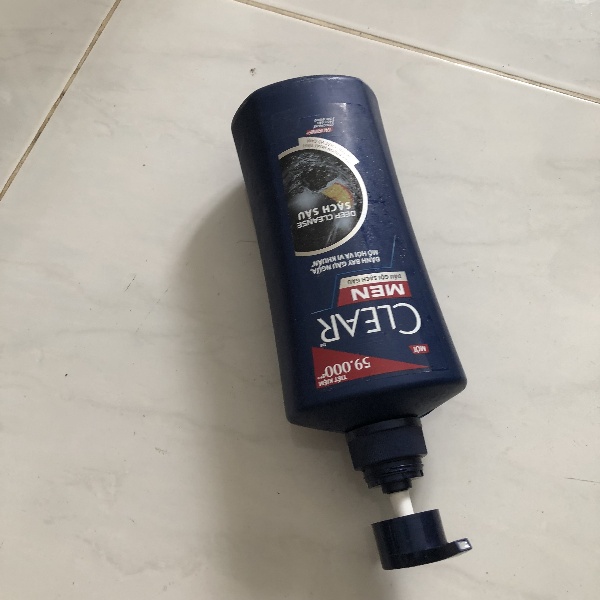 MỚI
TIẾT KIỆM
59.000
CLEAR
MEN
DẦU GỘI SẠCH GÀU
ĐÁNH BAY GÀU NGỨA,
MỒ HÔI VÀ VI KHUẨN
DEEP CLEANSE
SẠCH SÂU